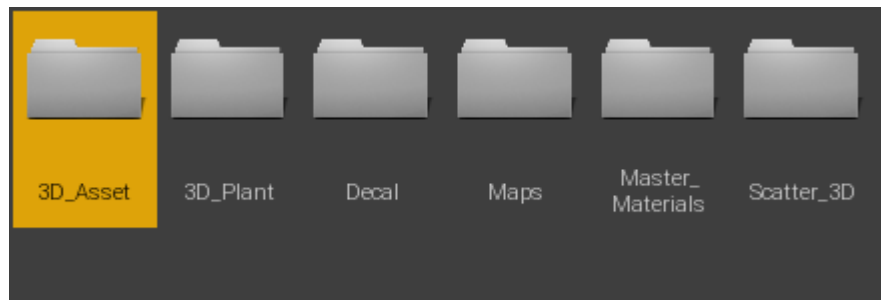 3D_Asset
3D_Plant
Decal
Maps
Master_
Materials
Scatter_3D